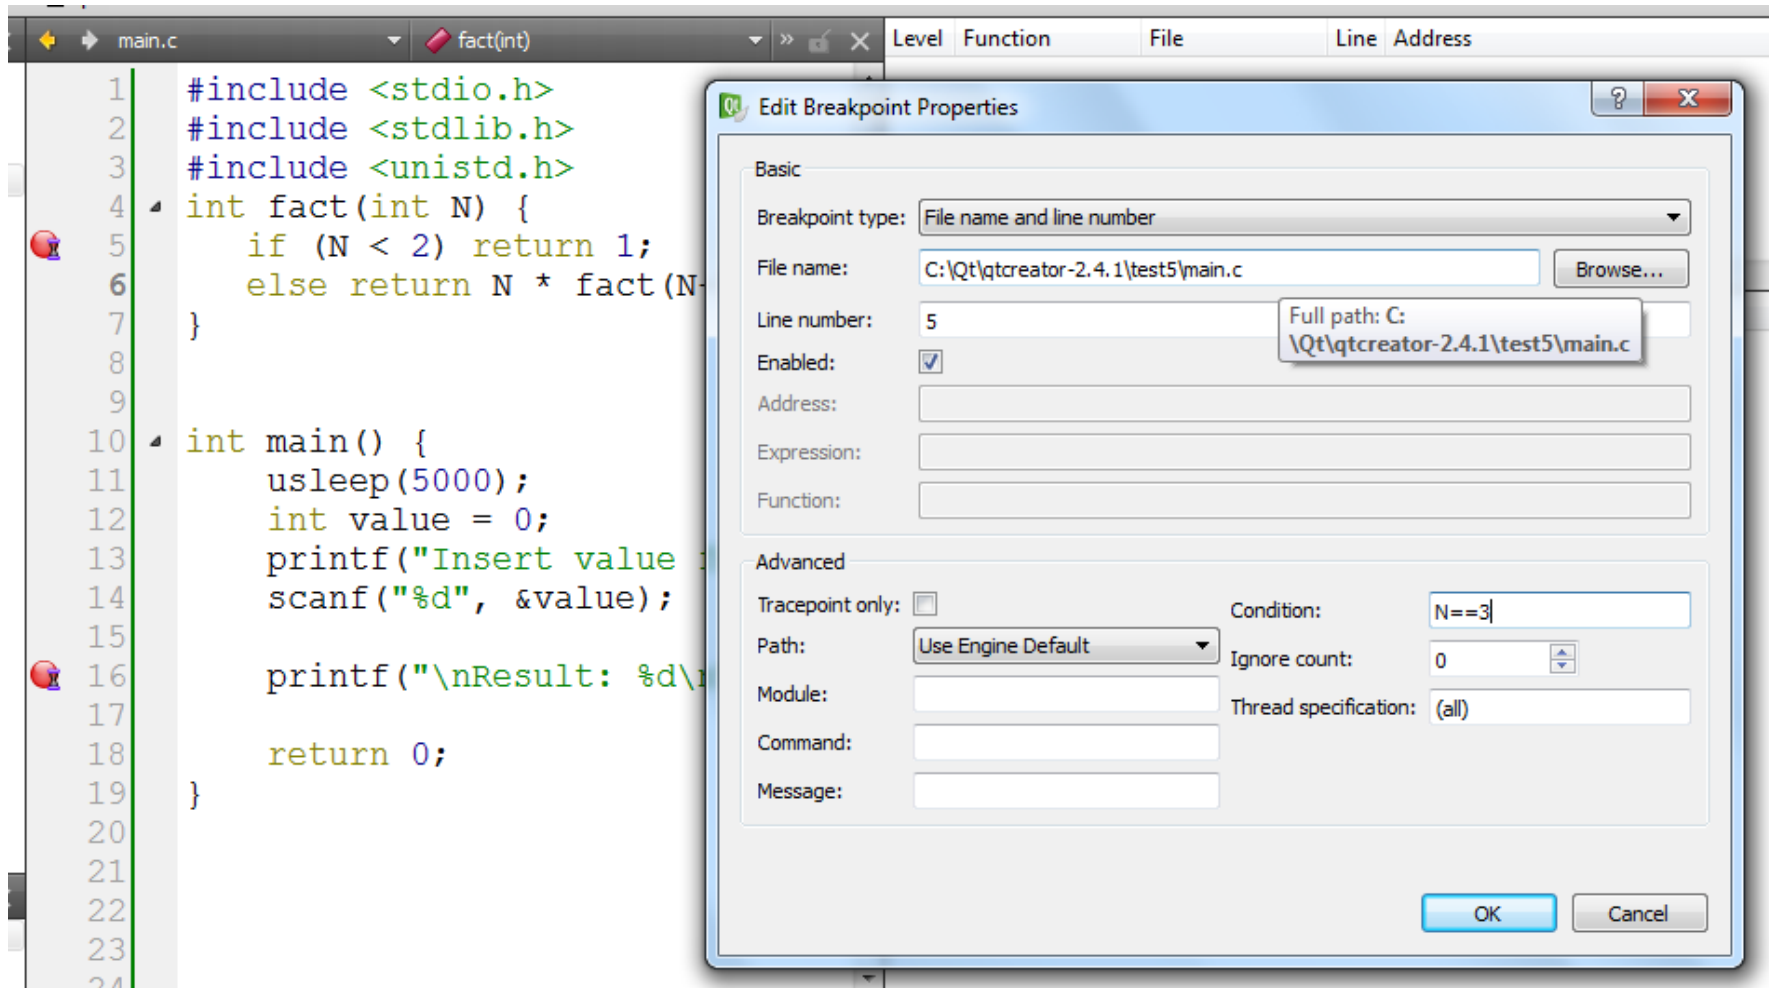 main.c
fact(int)
»
Level Function File Line Address
1 #include <stdio.h>
2 #include <stdlib.h>
3 #include <unistd.h>
4 int fact(int N) {
5 if (N < 2) return 1;
6 else return N * fact(N-
7 }
8
9
10 int main() {
11 usleep(5000);
12 int value = 0;
13 printf("Insert value
14 scanf("%d", &value);
15
16 printf("\nResult: %d\
17
18 return 0;
19 }
20
21
22
23
24
Edit Breakpoint Properties
Basic
Breakpoint type: File name and line number
File name: C:\Qt\qtcreator-2.4.1\test5\main.c Browse...
Line number: 5
Full path: C:
\Qt\qtcreator-2.4.1\test5\main.c
Enabled:
Address:
Expression:
Function:
Advanced
Tracepoint only:
Condition: N==3
Path: Use Engine Default
Ignore count: 0
Module:
Thread specification: (all)
Command:
Message:
OK Cancel